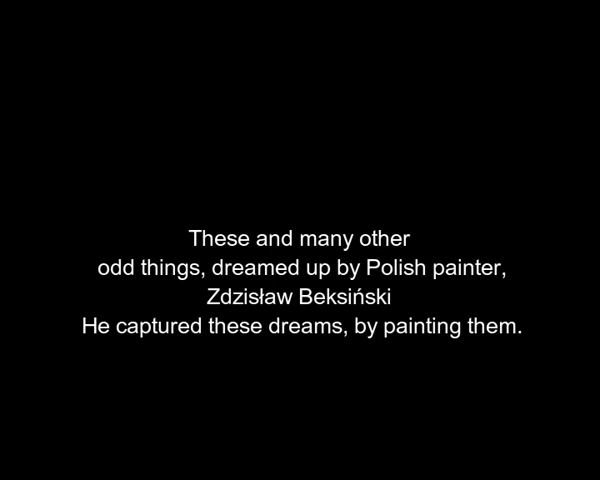 These and many other
odd things, dreamed up by Polish painter,
Zdzisław Beksiński
He captured these dreams, by painting them.